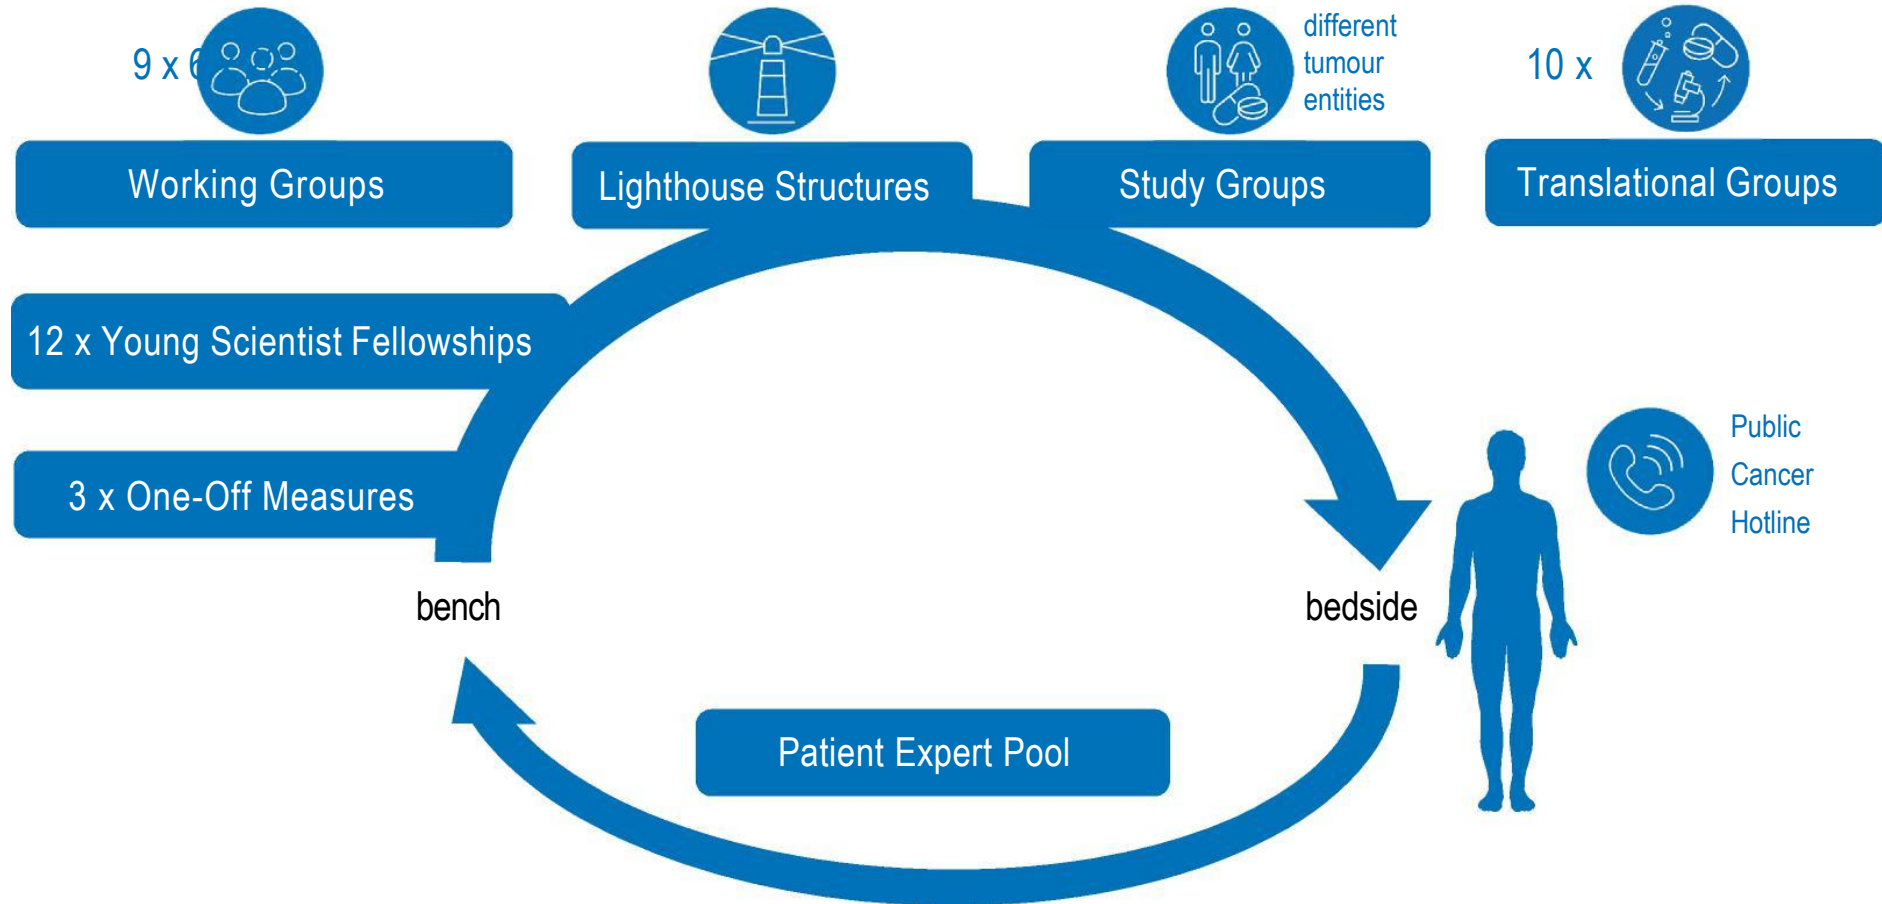 9 x 6
different
tumour
entities
10 x
Working Groups
Lighthouse Structures
Study Groups
Translational Groups
12 x Young Scientist Fellowships
3 x One-Off Measures
Public
Cancer
Hotline
bench
bedside
Patient Expert Pool